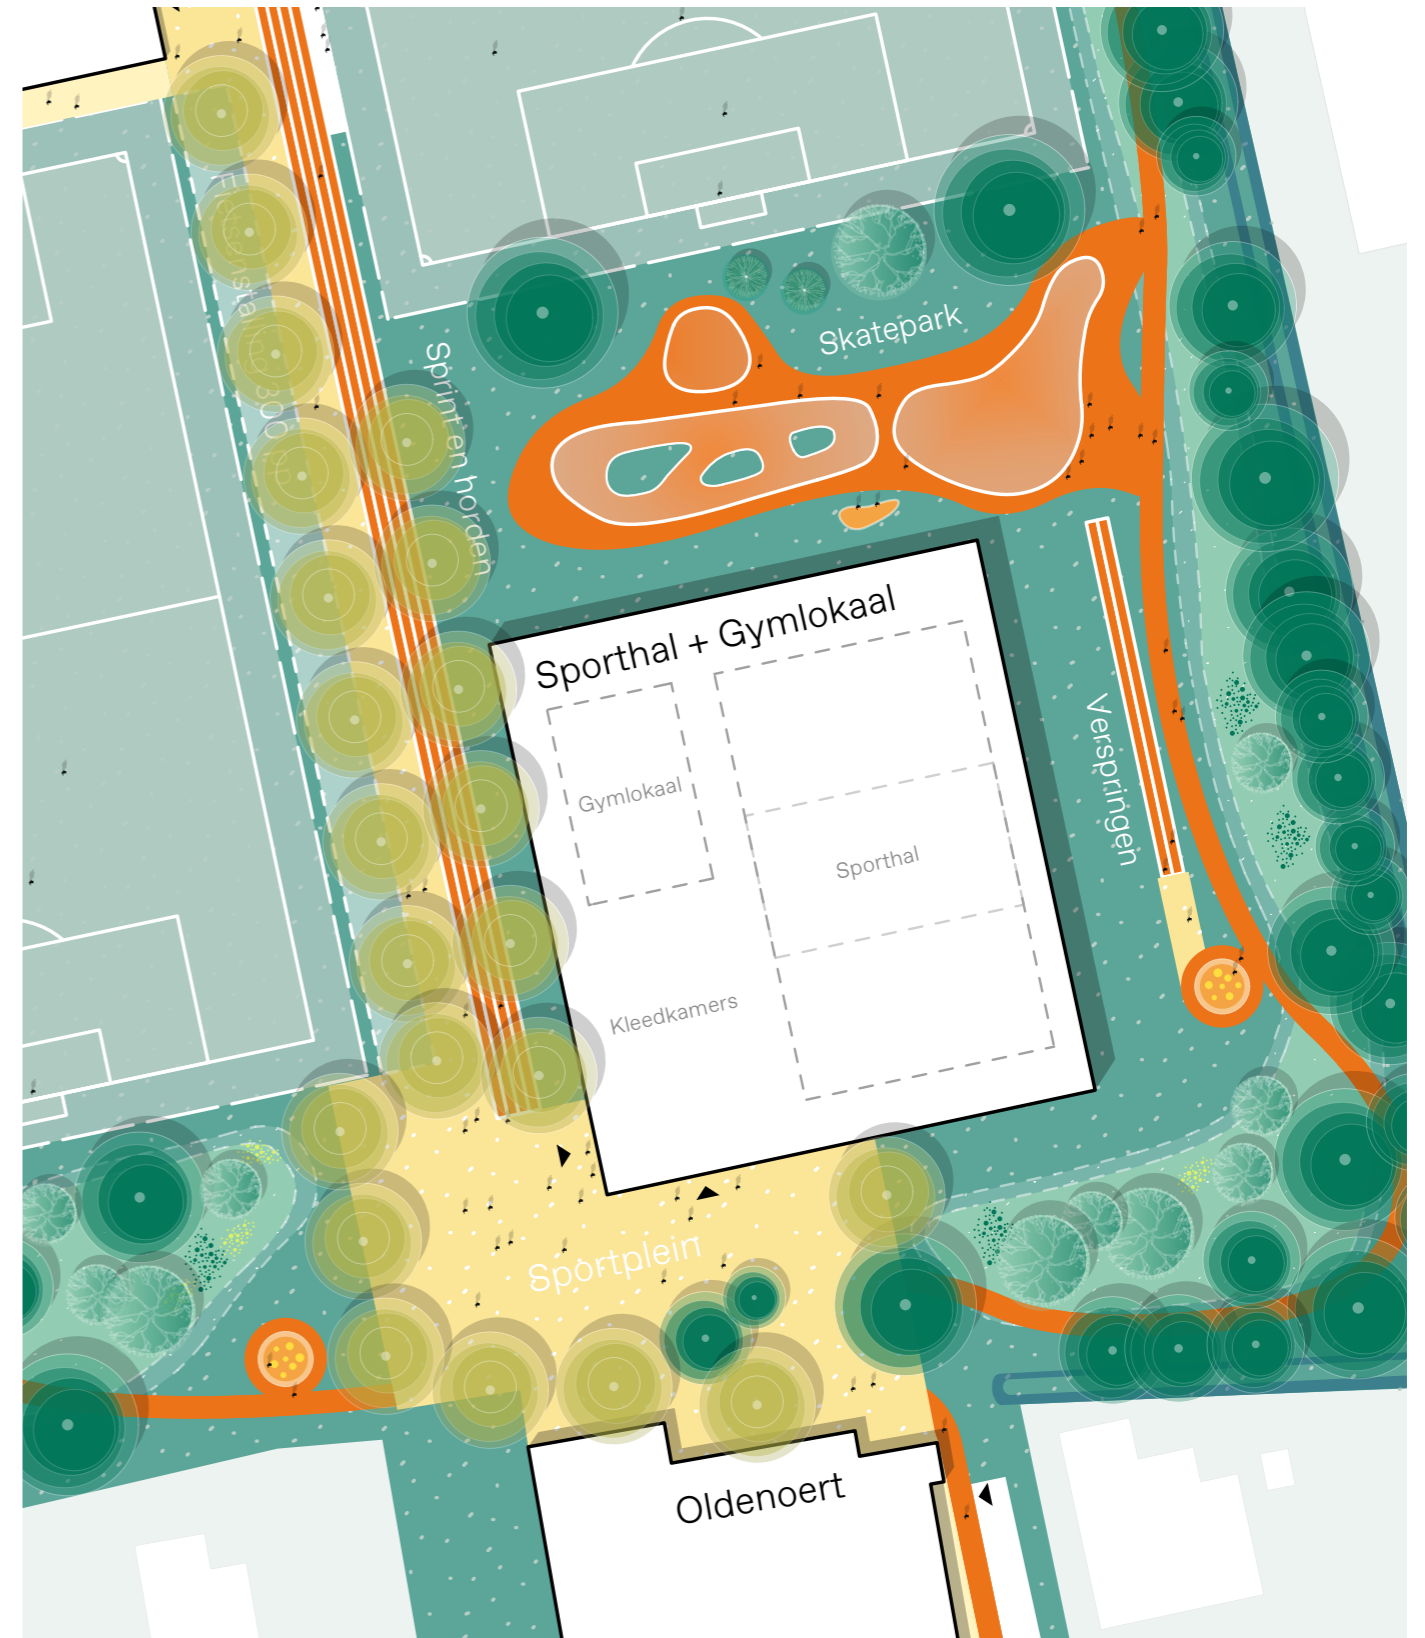 Skatepark
Sprint en horden
Sporthal + Gymlokaal
Gymlokaal
Sporthal
Kleedkamers
Verspringen
Sportplein
Oldenoert